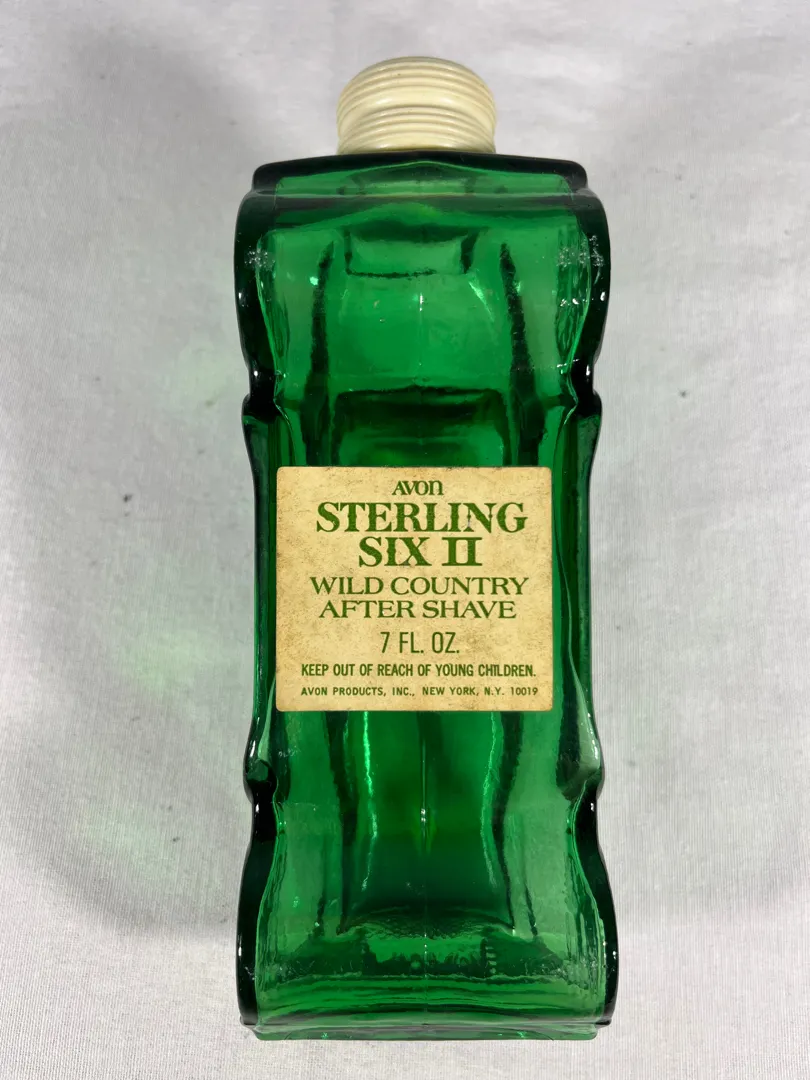 AVON
STERLING
SIX II
WILD COUNTRY
AFTER SHAVE
7 FL. OZ.
KEEP OUT OF REACH OF YOUNG CHILDREN.
AVON PRODUCTS, INC., NEW YORK, N.Y. 10019